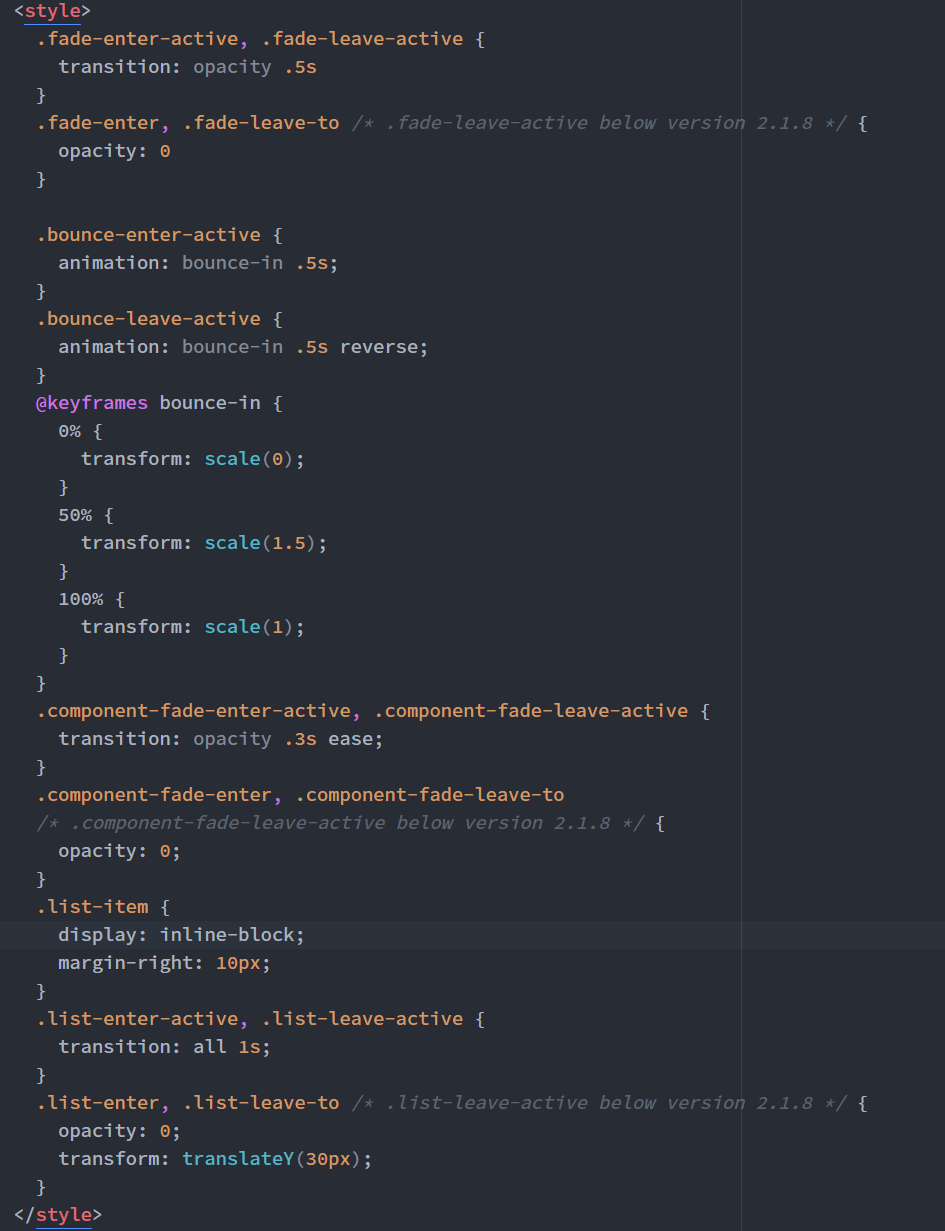 <style>
  .fade-enter-active, .fade-leave-active {
    transition: opacity .5s
  }
  .fade-enter, .fade-leave-to /* .fade-leave-active below version 2.1.8 */ {
    opacity: 0
  }

  .bounce-enter-active {
    animation: bounce-in .5s;
  }
  .bounce-leave-active {
    animation: bounce-in .5s reverse;
  }
  @keyframes bounce-in {
    0% {
      transform: scale(0);
    }
    50% {
      transform: scale(1.5);
    }
    100% {
      transform: scale(1);
    }
  }
  .component-fade-enter-active, .component-fade-leave-active {
    transition: opacity .3s ease;
  }
  .component-fade-enter, .component-fade-leave-to
  /* .component-fade-leave-active below version 2.1.8 */ {
    opacity: 0;
  }
  .list-item {
    display: inline-block;
    margin-right: 10px;
  }
  .list-enter-active, .list-leave-active {
    transition: all 1s;
  }
  .list-enter, .list-leave-to /* .list-leave-active below version 2.1.8 */ {
    opacity: 0;
    transform: translateY(30px);
  }
</style>